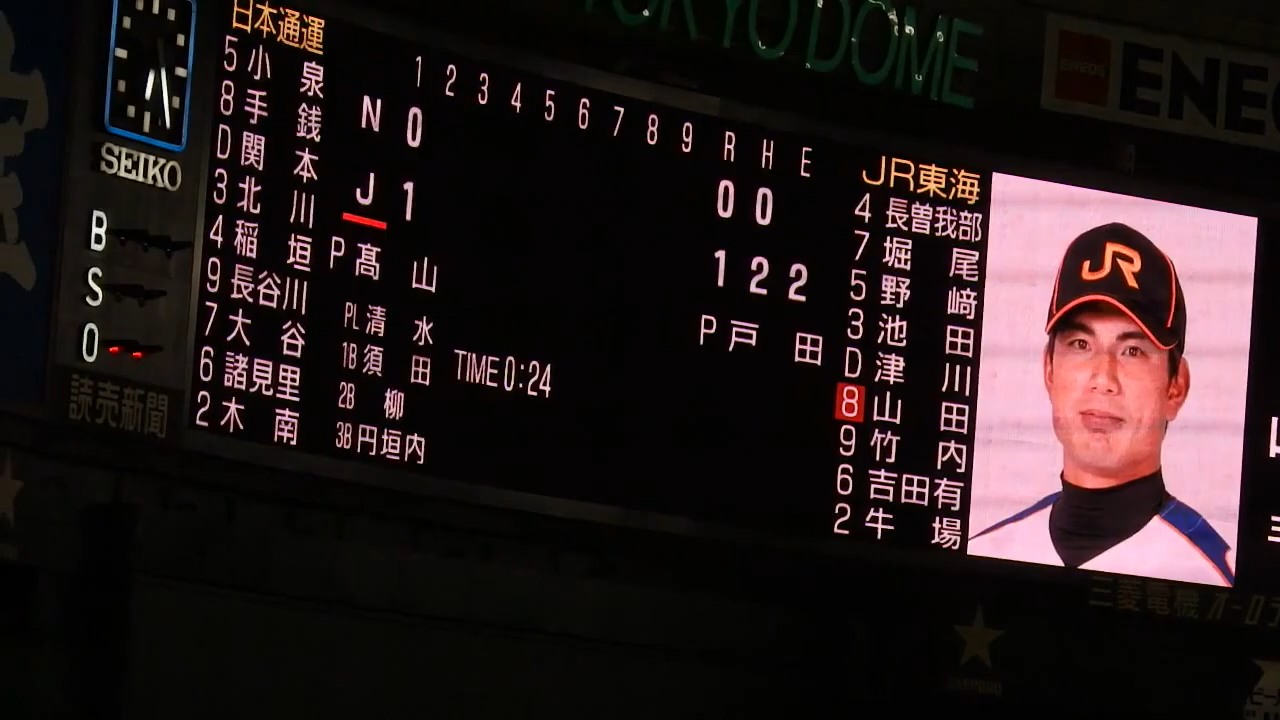 TOKYO DOME
ENEOS
ENEO
SEIKO
B
S
O
読売新聞
日本通運
5 小泉
8 手銭
D 関本
3 北川
4 稲垣
9 長谷川
7 大谷
6 諸見里
2 木南
1 2 3 4 5 6 7 8 9 R H E
N 0 0 0
J 1 1 2 2
P 髙山
P 戸田
PL 清水
1B 須田
2B 柳
3B 円垣内
TIME 0:24
JR東海
4 長曽我部
7 堀尾
5 野﨑
3 池田
D 津川
8 山田
9 竹内
6 吉田有
2 牛場
JR
三菱電機 オーロラ
SAPPORO